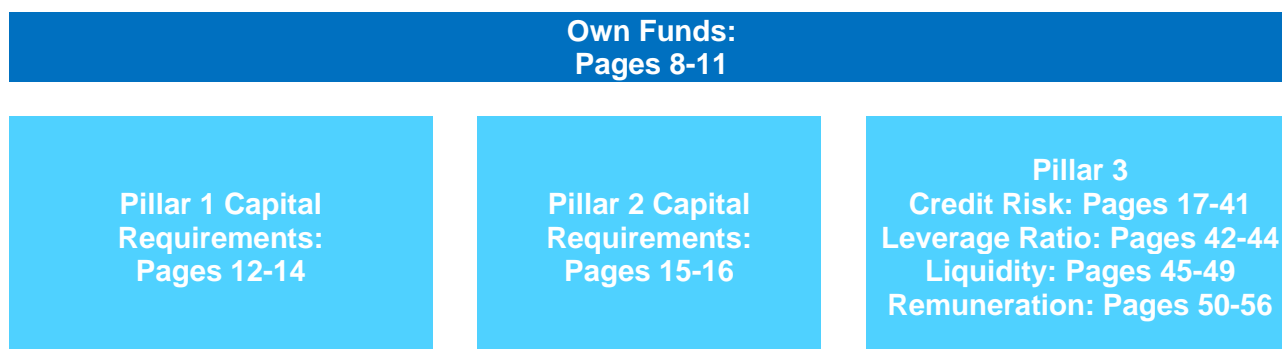 Own Funds:
Pages 8-11
Pillar 1 Capital
Requirements:
Pages 12-14
Pillar 2 Capital
Requirements:
Pages 15-16
Pillar 3
Credit Risk: Pages 17-41
Leverage Ratio: Pages 42-44
Liquidity: Pages 45-49
Remuneration: Pages 50-56